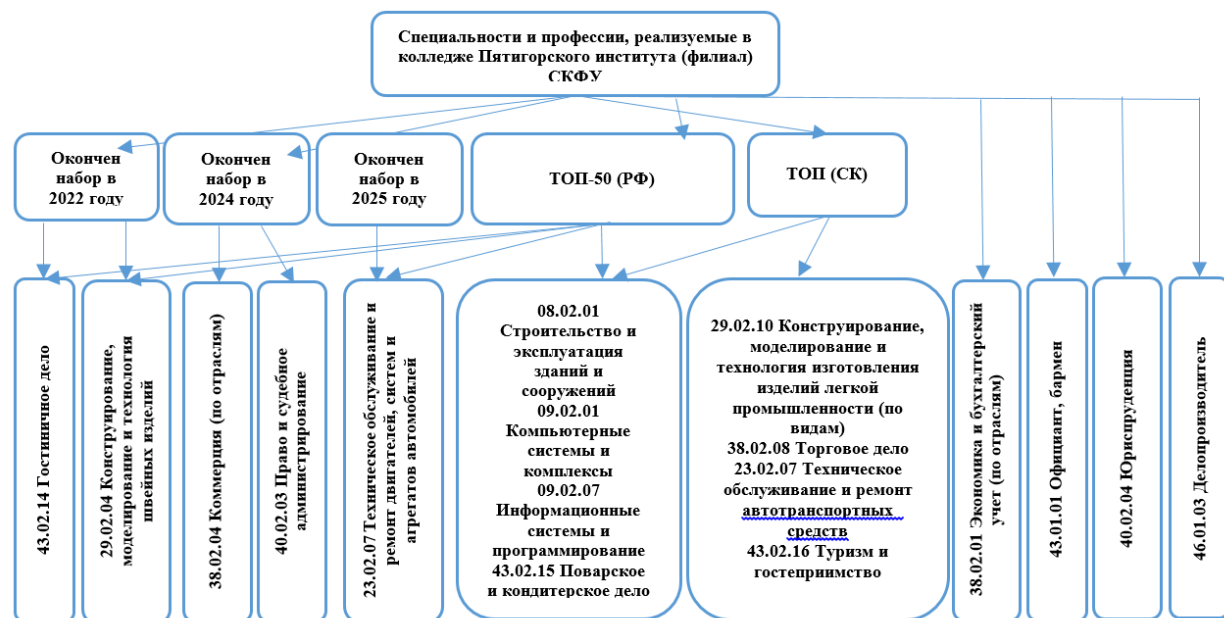 Специальности и профессии, реализуемые в
колледже Пятигорского института (филиал)
СКФУ
Окончен
набор в
2022 году
Окончен
набор в
2024 году
Окончен
набор в
2025 году
ТОП-50 (РФ)
ТОП (СК)
43.02.14 Гостиничное дело
29.02.04 Конструирование,
моделирование и технология
швейных изделий
38.02.04 Коммерция (по отраслям)
40.02.03 Право и судебное
администрирование
23.02.07 Техническое обслуживание и
ремонт двигателей, систем и
агрегатов автомобилей
08.02.01
Строительство и
эксплуатация
зданий и
сооружений
09.02.01
Компьютерные
системы и
комплексы
09.02.07
Информационные
системы и
программирование
43.02.15 Поварское
и кондитерское дело
29.02.10 Конструирование,
моделирование и
технология изготовления
изделий легкой
промышленности (по
видам)
38.02.08 Торговое дело
23.02.07 Техническое
обслуживание и ремонт
автотранспортных
средств
43.02.16 Туризм и
гостеприимство
38.02.01 Экономика и бухгалтерский
учет (по отраслям)
43.01.01 Официант, бармен
40.02.04 Юриспруденция
46.01.03 Делопроизводитель